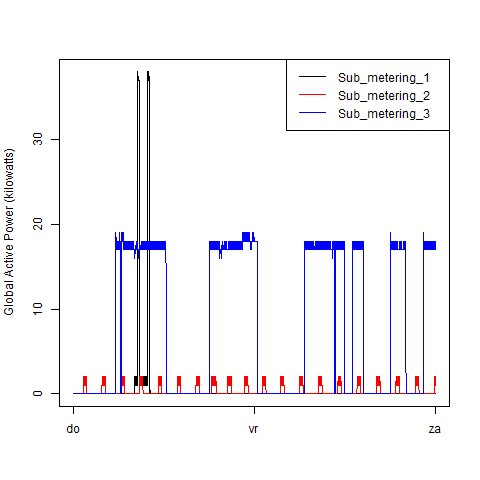 Sub_metering_1
Sub_metering_2
Sub_metering_3
Global Active Power (kilowatts)
30
20
10
0
do vr za